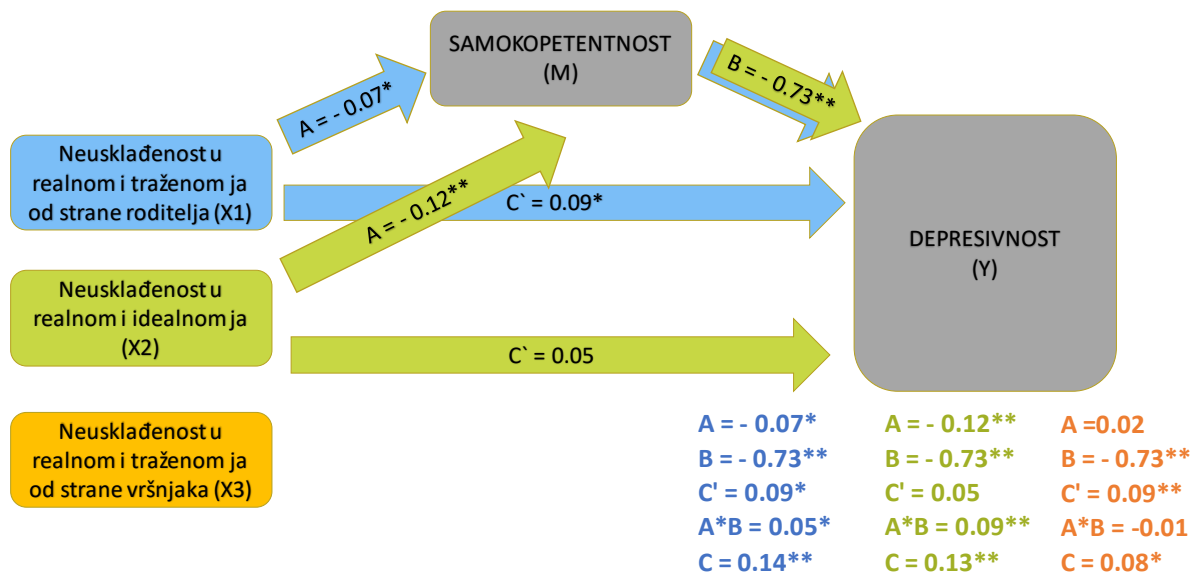 SAMOKOPETENTNOST
(M)
A = - 0.07*
B = - 0.73**
Neusklađenost u
realnom i traženom ja
od strane roditelja (X1)
C` = 0.09*
A = - 0.12**
DEPRESIVNOST
(Y)
Neusklađenost u
realnom i idealnom ja
(X2)
C` = 0.05
Neusklađenost u
realnom i traženom ja
od strane vršnjaka (X3)
A = - 0.07*
B = - 0.73**
C' = 0.09*
A*B = 0.05*
C = 0.14**
A = - 0.12**
B = - 0.73**
C' = 0.05
A*B = 0.09**
C = 0.13**
A =0.02
B = - 0.73**
C' = 0.09**
A*B = -0.01
C = 0.08*